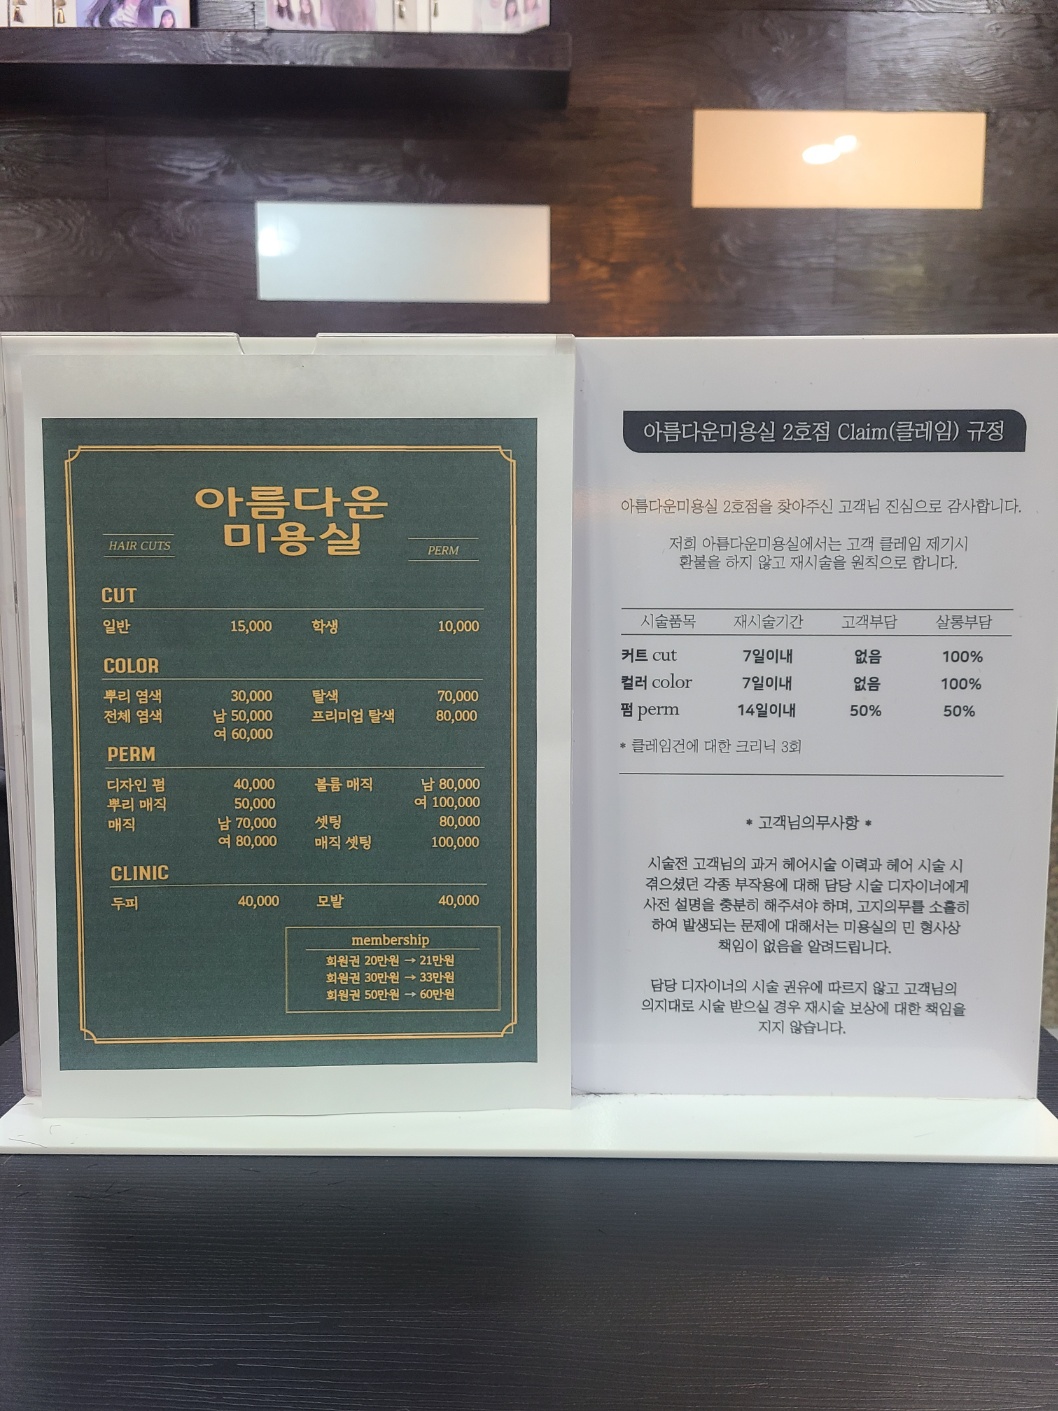 아름다운
미용실
HAIR CUTS
PERM
CUT
일반 15,000 학생 10,000
COLOR
뿌리 염색 30,000 탈색 70,000
전체 염색 남 50,000 프리미엄 탈색 80,000
여 60,000
PERM
디자인 펌 40,000 볼륨 매직 남 80,000
뿌리 매직 50,000 여 100,000
매직 남 70,000 셋팅 80,000
여 80,000 매직 셋팅 100,000
CLINIC
두피 40,000 모발 40,000
membership
회원권 20만원 → 21만원
회원권 30만원 → 33만원
회원권 50만원 → 60만원
아름다운미용실 2호점 Claim(클레임) 규정
아름다운미용실 2호점을 찾아주신 고객님 진심으로 감사합니다.
저희 아름다운미용실에서는 고객 클레임 제기시
환불을 하지 않고 재시술을 원칙으로 합니다.
시술품목 재시술기간 고객부담 살롱부담
커트 cut 7일이내 없음 100%
컬러 color 7일이내 없음 100%
펌 perm 14일이내 50% 50%
* 클레임건에 대한 크리닉 3회
* 고객님의무사항 *
시술전 고객님의 과거 헤어시술 이력과 헤어 시술 시
겪으셨던 각종 부작용에 대해 담당 시술 디자이너에게
사전 설명을 충분히 해주셔야 하며, 고지의무를 소홀히
하여 발생되는 문제에 대해서는 미용실의 민 형사상
책임이 없음을 알려드립니다.
담당 디자이너의 시술 권유에 따르지 않고 고객님의
의지대로 시술 받으실 경우 재시술 보상에 대한 책임을
지지 않습니다.